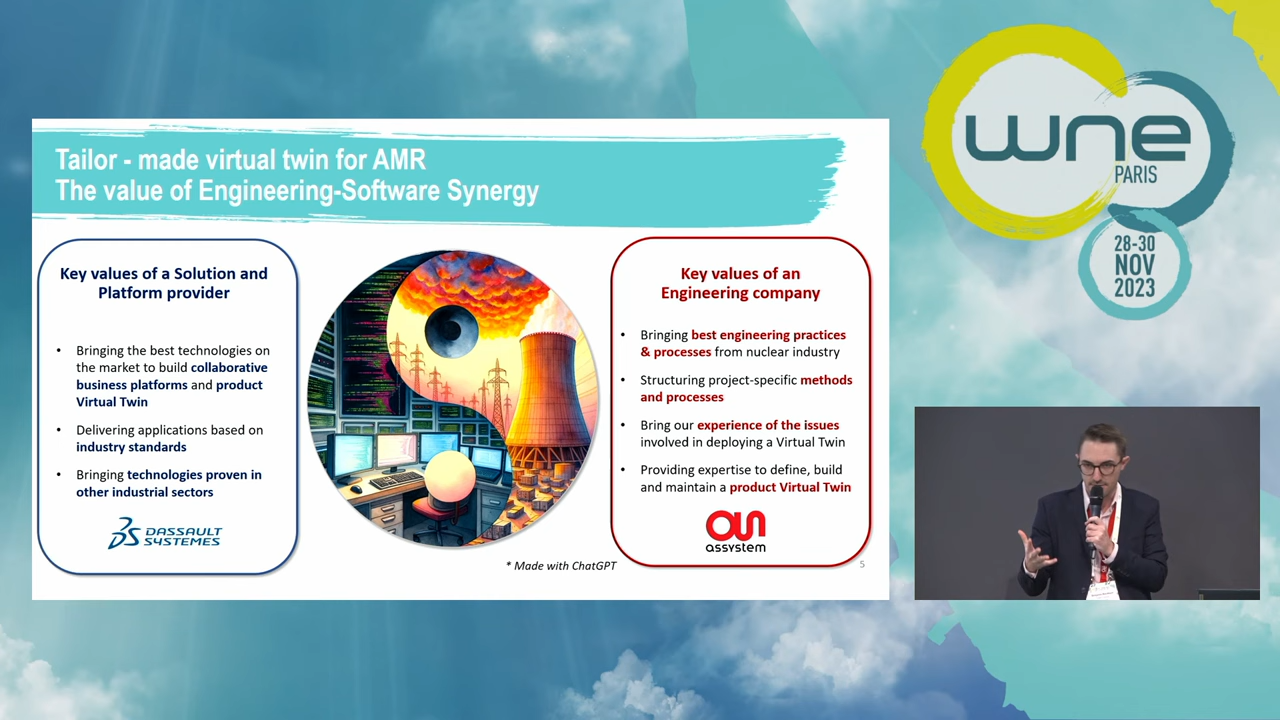 Tailor - made virtual twin for AMR
The value of Engineering-Software Synergy
Key values of a Solution and
Platform provider
• Bringing the best technologies on
the market to build collaborative
business platforms and product
Virtual Twin
• Delivering applications based on
industry standards
• Bringing technologies proven in
other industrial sectors
DASSAULT
SYSTEMES
* Made with ChatGPT
Key values of an
Engineering company
• Bringing best engineering practices
& processes from nuclear industry
• Structuring project-specific methods
and processes
• Bring our experience of the issues
involved in deploying a Virtual Twin
• Providing expertise to define, build
and maintain a product Virtual Twin
assystem
5
wne
PARIS
28-30
NOV
2023